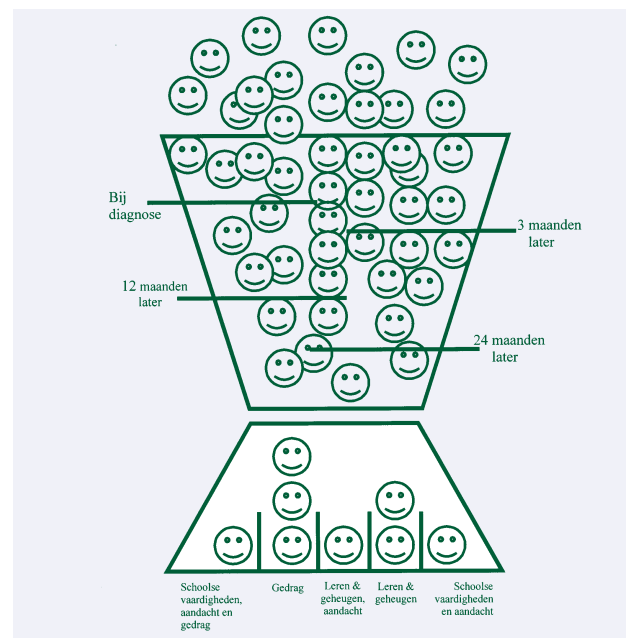 Bij
diagnose
3 maanden
later
12 maanden
later
24 maanden
later
Schoolse
vaardigheden,
aandacht en
gedrag
Gedrag
Leren &
geheugen,
aandacht
Leren &
geheugen
Schoolse
vaardigheden
en aandacht